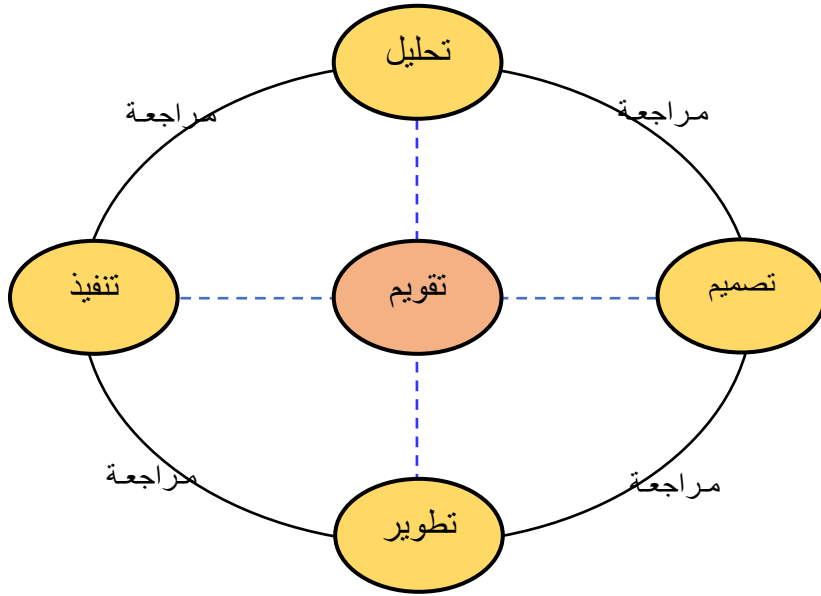 تحليل
مراجعة
مراجعة
تصميم
تقويم
تنفيذ
مراجعة
مراجعة
تطوير